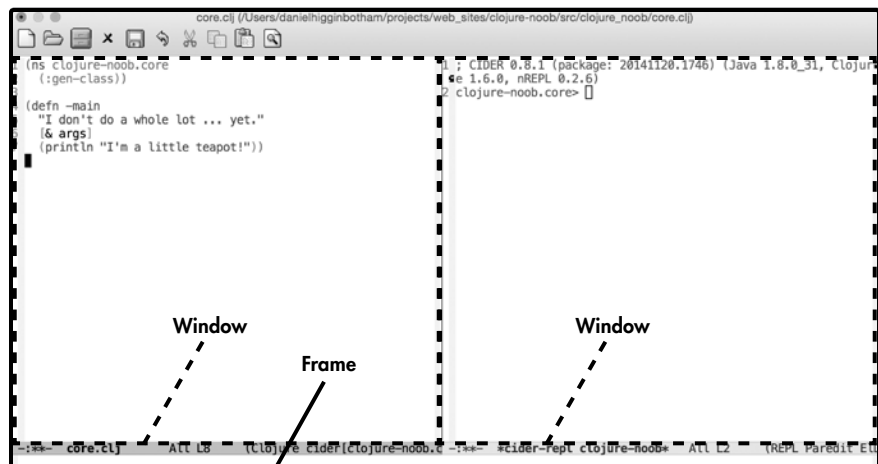 core.clj (/Users/danielhigginbotham/projects/web_sites/clojure-noob/src/clojure_noob/core.clj)
(ns clojure-noob.core
(:gen-class))
(defn -main
"I don't do a whole lot ... yet."
[& args]
(println "I'm a little teapot!"))
1 ; CIDER 0.8.1 (package: 20141120.1746) (Java 1.8.0_31, Clojur
e 1.6.0, nREPL 0.2.6)
2 clojure-noob.core>
Window
Window
Frame
-:**- core.clj All L8 (Clojure cider[clojure-noob.c
-:**- *cider-repl clojure-noob* All L2 (REPL Paredit El